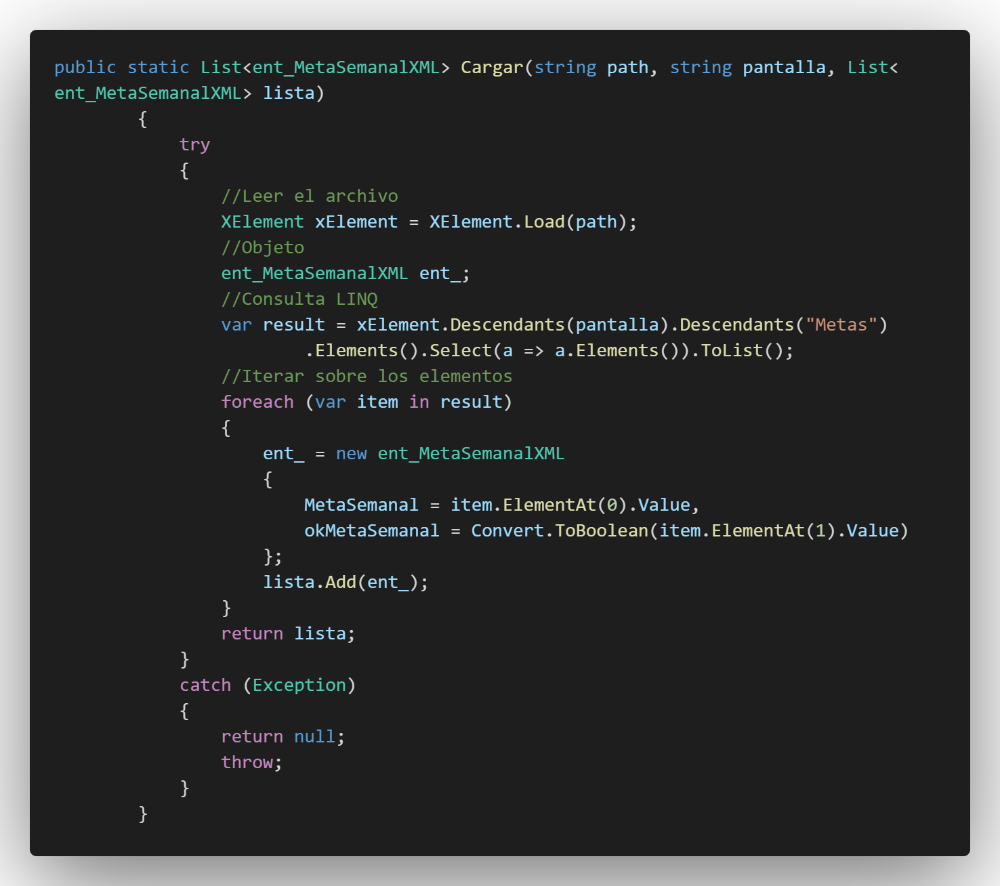 public static List<ent_MetaSemanalXML> Cargar(string path, string pantalla, List<
ent_MetaSemanalXML> lista)
        {
            try
            {
                //Leer el archivo
                XElement xElement = XElement.Load(path);
                //Objeto
                ent_MetaSemanalXML ent_;
                //Consulta LINQ
                var result = xElement.Descendants(pantalla).Descendants("Metas")
                        .Elements().Select(a => a.Elements()).ToList();
                //Iterar sobre los elementos
                foreach (var item in result)
                {
                    ent_ = new ent_MetaSemanalXML
                    {
                        MetaSemanal = item.ElementAt(0).Value,
                        okMetaSemanal = Convert.ToBoolean(item.ElementAt(1).Value)
                    };
                    lista.Add(ent_);
                }
                return lista;
            }
            catch (Exception)
            {
                return null;
                throw;
            }
        }